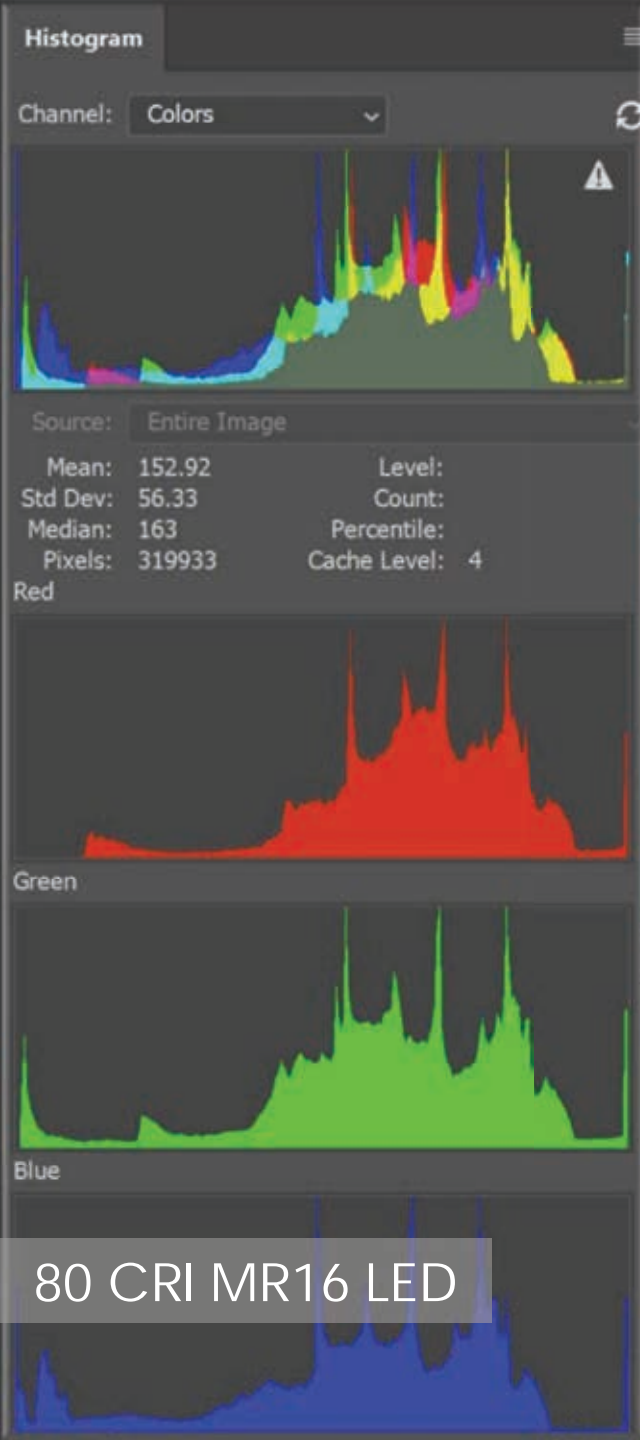 Histogram
Channel: Colors
Source: Entire Image
Mean: 152.92 Level:
Std Dev: 56.33 Count:
Median: 163 Percentile:
Pixels: 319933 Cache Level: 4
Red
Green
Blue
80 CRI MR16 LED